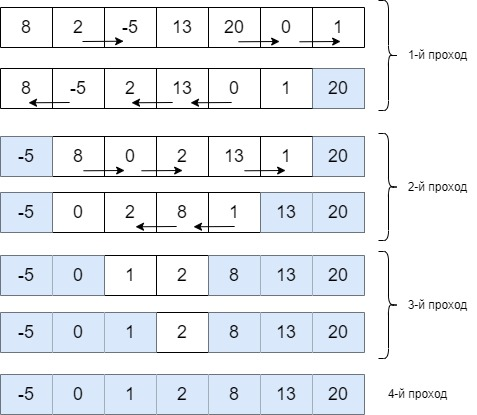 8 2 -5 13 20 0 1
1-й проход
8 -5 2 13 0 1 20
-5 8 0 2 13 1 20
2-й проход
-5 0 2 8 1 13 20
-5 0 1 2 8 13 20
3-й проход
-5 0 1 2 8 13 20
-5 0 1 2 8 13 20
4-й проход